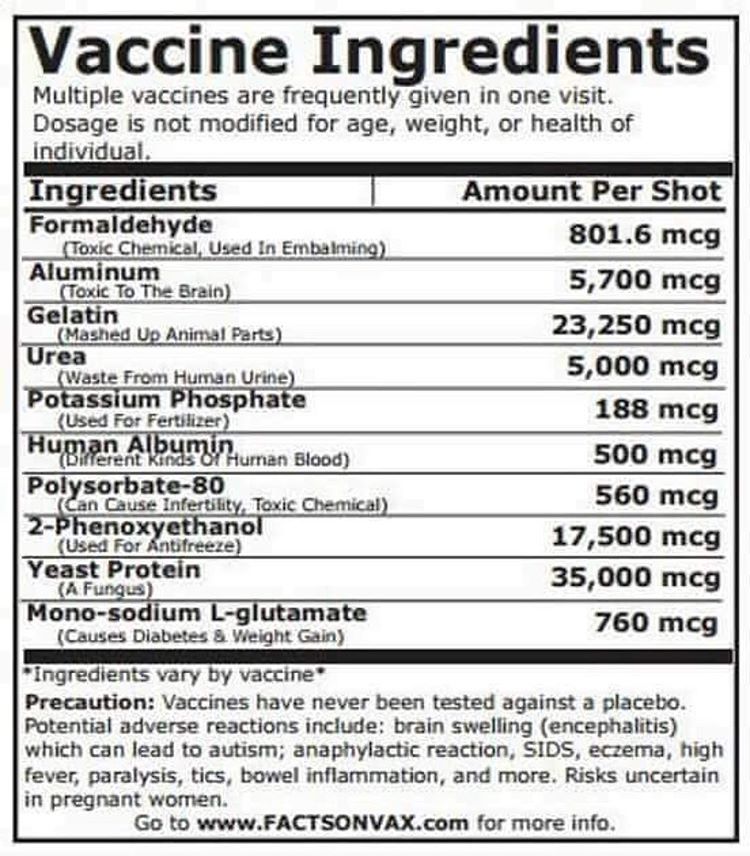 Vaccine Ingredients
Multiple vaccines are frequently given in one visit.
Dosage is not modified for age, weight, or health of
individual.
Ingredients Amount Per Shot
Formaldehyde 801.6 mcg
(Toxic Chemical, Used In Embalming)
Aluminum 5,700 mcg
(Toxic To The Brain)
Gelatin 23,250 mcg
(Mashed Up Animal Parts)
Urea 5,000 mcg
(Waste From Human Urine)
Potassium Phosphate 188 mcg
(Used For Fertilizer)
Human Albumin 500 mcg
(Different Kinds Of Human Blood)
Polysorbate-80 560 mcg
(Can Cause Infertility, Toxic Chemical)
2-Phenoxyethanol 17,500 mcg
(Used For Antifreeze)
Yeast Protein 35,000 mcg
(A Fungus)
Mono-sodium L-glutamate 760 mcg
(Causes Diabetes & Weight Gain)
*Ingredients vary by vaccine*
Precaution: Vaccines have never been tested against a placebo.
Potential adverse reactions include: brain swelling (encephalitis)
which can lead to autism; anaphylactic reaction, SIDS, eczema, high
fever, paralysis, tics, bowel inflammation, and more. Risks uncertain
in pregnant women.
Go to www.FACTSONVAX.com for more info.